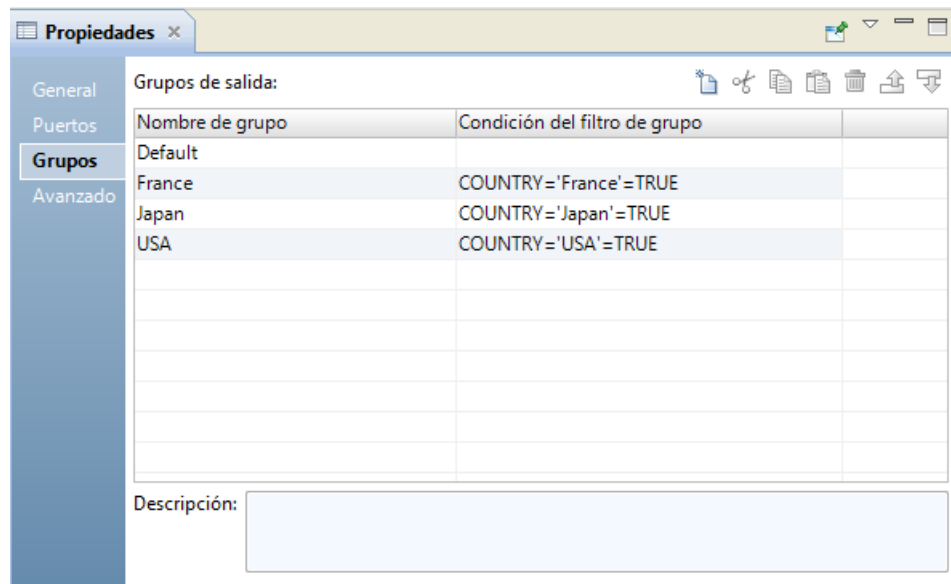 Propiedades
General
Puertos
Grupos
Avanzado
Grupos de salida:
Nombre de grupo Condición del filtro de grupo
Default
France COUNTRY='France'=TRUE
Japan COUNTRY='Japan'=TRUE
USA COUNTRY='USA'=TRUE
Descripción: